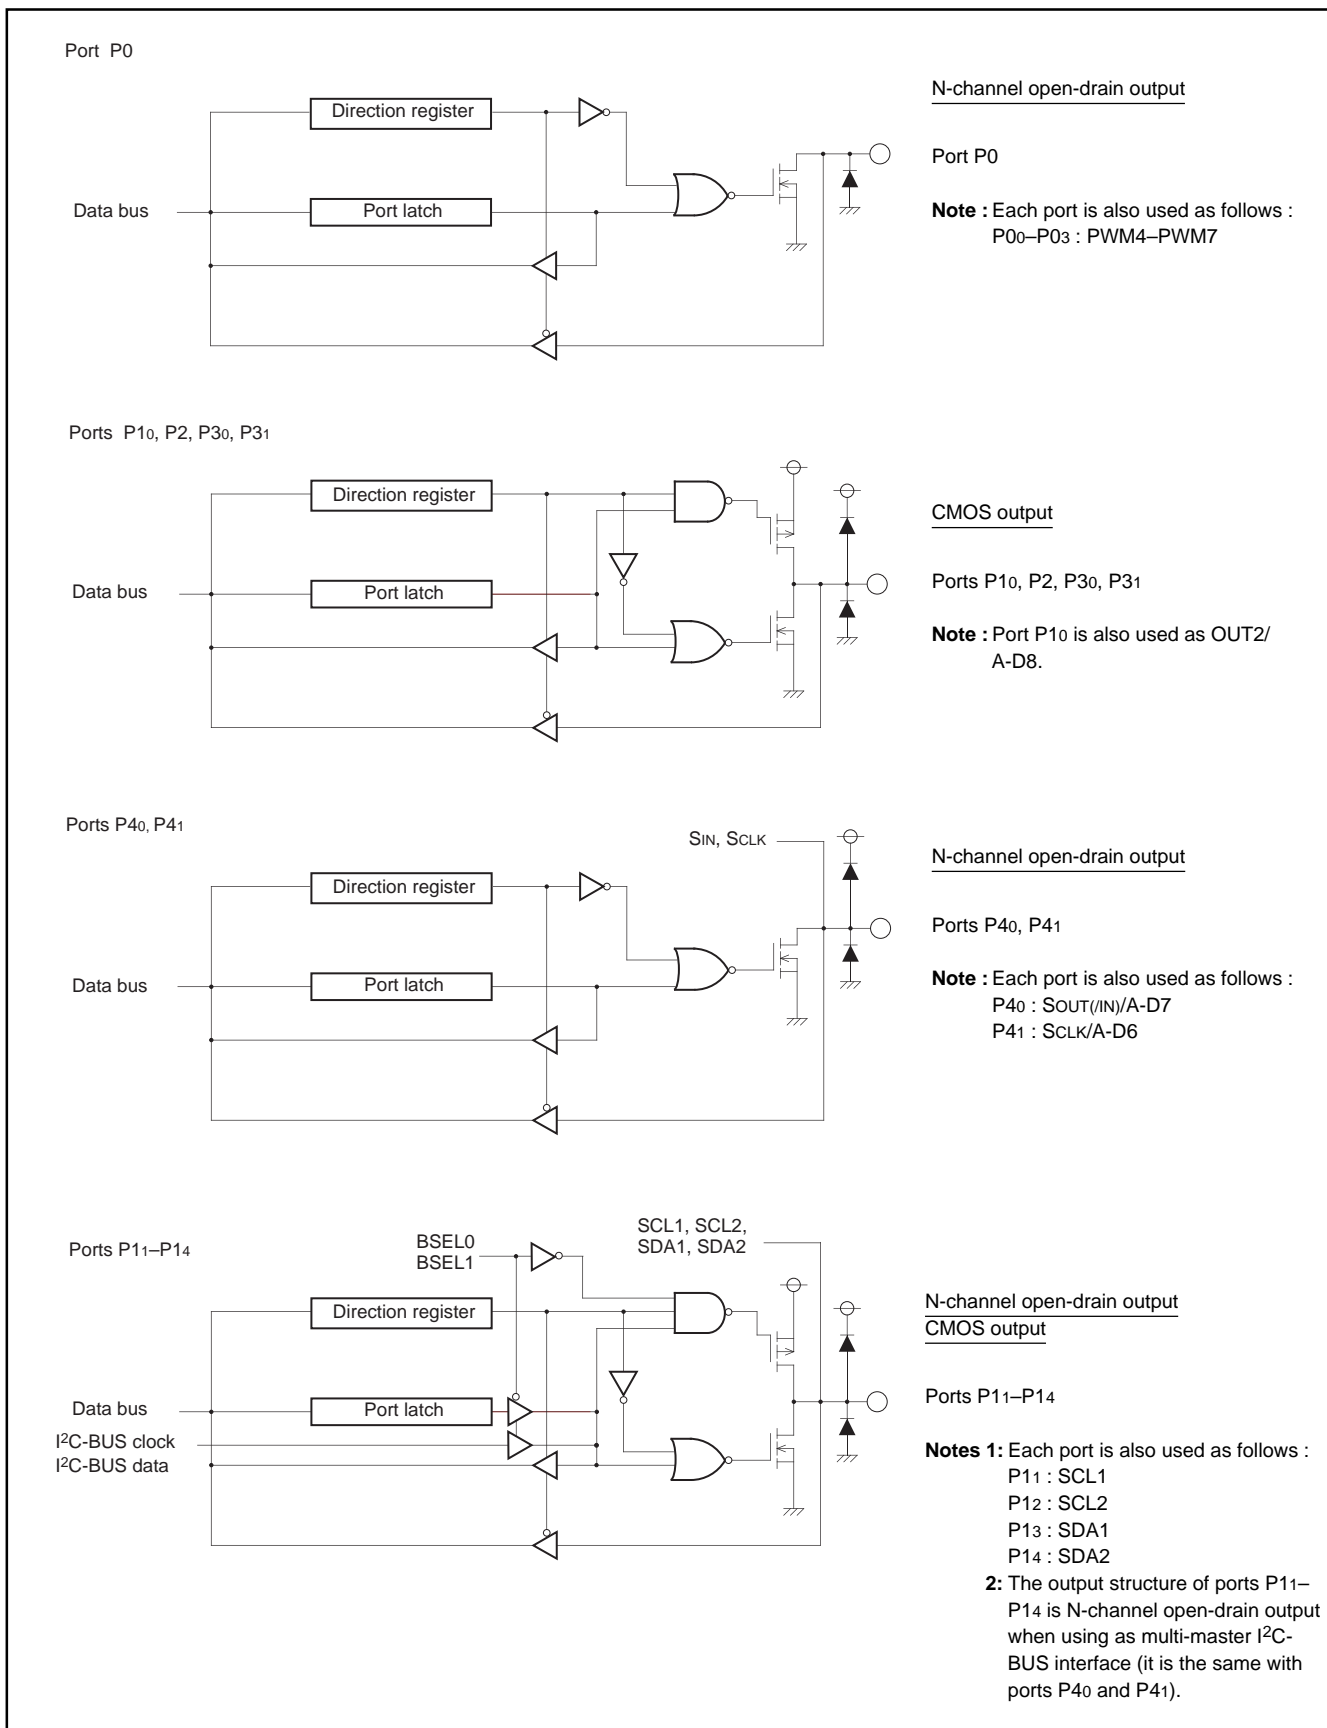 Port P0
Direction register
Port latch
Data bus
N-channel open-drain output
Port P0
Note : Each port is also used as follows :
P00–P03 : PWM4–PWM7
Ports P10, P2, P30, P31
Direction register
Port latch
Data bus
CMOS output
Ports P10, P2, P30, P31
Note : Port P10 is also used as OUT2/
A-D8.
Ports P40, P41
SIN, SCLK
Direction register
Port latch
Data bus
N-channel open-drain output
Ports P40, P41
Note : Each port is also used as follows :
P40 : SOUT(/IN)/A-D7
P41 : SCLK/A-D6
Ports P11–P14
BSEL0
BSEL1
SCL1, SCL2,
SDA1, SDA2
Direction register
Port latch
Data bus
I2C-BUS clock
I2C-BUS data
N-channel open-drain output
CMOS output
Ports P11–P14
Notes 1: Each port is also used as follows :
P11 : SCL1
P12 : SCL2
P13 : SDA1
P14 : SDA2
2: The output structure of ports P11–
P14 is N-channel open-drain output
when using as multi-master I2C-
BUS interface (it is the same with
ports P40 and P41).